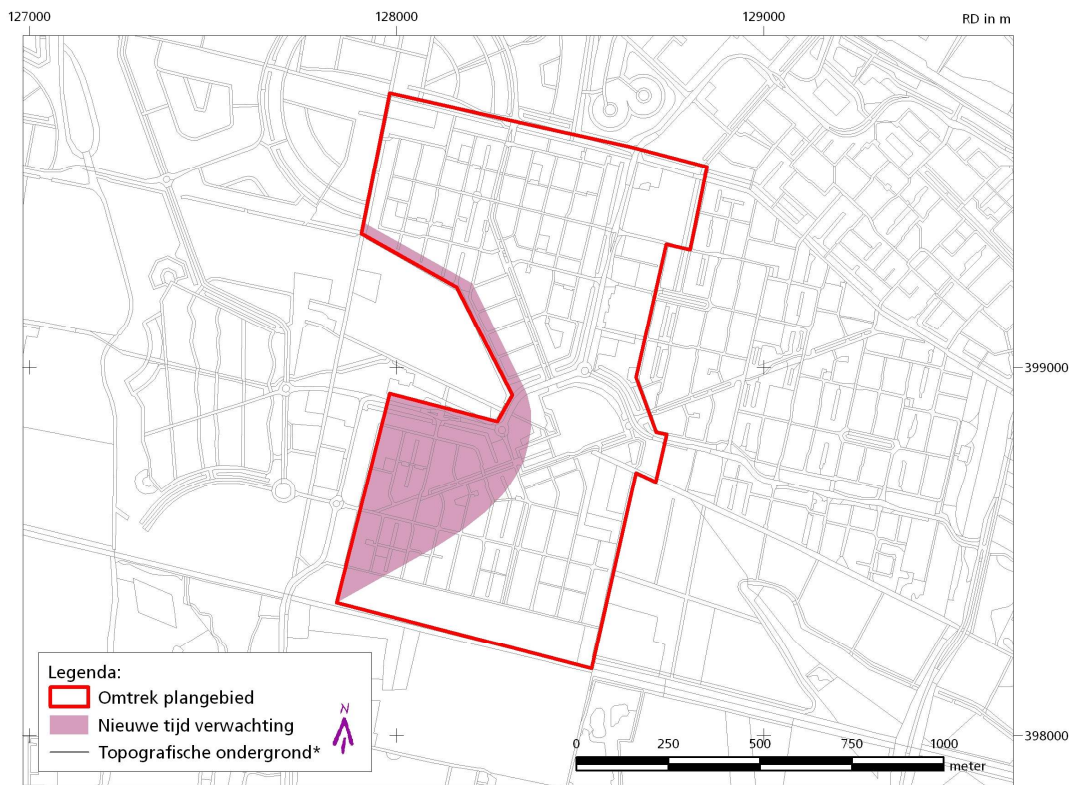 127000 128000 129000 RD in m
399000
398000
Legenda:
Omtrek plangebied
Nieuwe tijd verwachting
Topografische ondergrond*
N
0 250 500 750 1000
meter